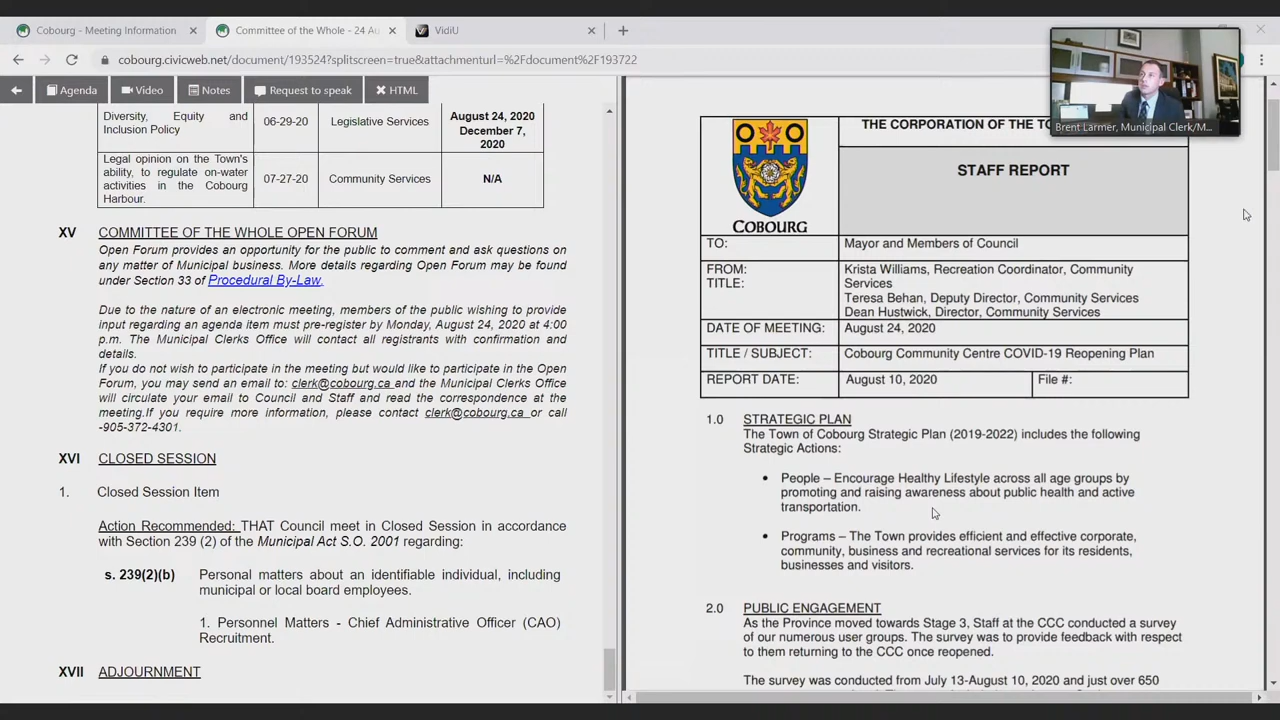 Cobourg - Meeting Information
Committee of the Whole - 24 Au
VidiU
cobourg.civicweb.net/document/193524?splitscreen=true&attachmenturl=%2Fdocument%2F193722
Agenda
Video
Notes
Request to speak
HTML
Brent Larmer, Municipal Clerk/M...
Diversity, Equity and
Inclusion Policy
06-29-20
Legislative Services
August 24, 2020
December 7,
2020
Legal opinion on the Town's
ability, to regulate on-water
activities in the Cobourg
Harbour.
07-27-20
Community Services
N/A
XV COMMITTEE OF THE WHOLE OPEN FORUM
Open Forum provides an opportunity for the public to comment and ask questions on
any matter of Municipal business. More details regarding Open Forum may be found
under Section 33 of Procedural By-Law.
Due to the nature of an electronic meeting, members of the public wishing to provide
input regarding an agenda item must pre-register by Monday, August 24, 2020 at 4:00
p.m. The Municipal Clerks Office will contact all registrants with confirmation and
details.
If you do not wish to participate in the meeting but would like to participate in the Open
Forum, you may send an email to: clerk@cobourg.ca and the Municipal Clerks Office
will circulate your email to Council and Staff and read the correspondence at the
meeting.If you require more information, please contact clerk@cobourg.ca or call
-905-372-4301.
XVI CLOSED SESSION
1. Closed Session Item
Action Recommended: THAT Council meet in Closed Session in accordance
with Section 239 (2) of the Municipal Act S.O. 2001 regarding:
s. 239(2)(b) Personal matters about an identifiable individual, including
municipal or local board employees.
1. Personnel Matters - Chief Administrative Officer (CAO)
Recruitment.
XVII ADJOURNMENT
COBOURG
THE CORPORATION OF THE TO
STAFF REPORT
TO: Mayor and Members of Council
FROM: Krista Williams, Recreation Coordinator, Community
TITLE: Services
Teresa Behan, Deputy Director, Community Services
Dean Hustwick, Director, Community Services
DATE OF MEETING: August 24, 2020
TITLE / SUBJECT: Cobourg Community Centre COVID-19 Reopening Plan
REPORT DATE: August 10, 2020 File #:
1.0 STRATEGIC PLAN
The Town of Cobourg Strategic Plan (2019-2022) includes the following
Strategic Actions:
• People – Encourage Healthy Lifestyle across all age groups by
promoting and raising awareness about public health and active
transportation.
• Programs – The Town provides efficient and effective corporate,
community, business and recreational services for its residents,
businesses and visitors.
2.0 PUBLIC ENGAGEMENT
As the Province moved towards Stage 3, Staff at the CCC conducted a survey
of our numerous user groups. The survey was to provide feedback with respect
to them returning to the CCC once reopened.
The survey was conducted from July 13-August 10, 2020 and just over 650